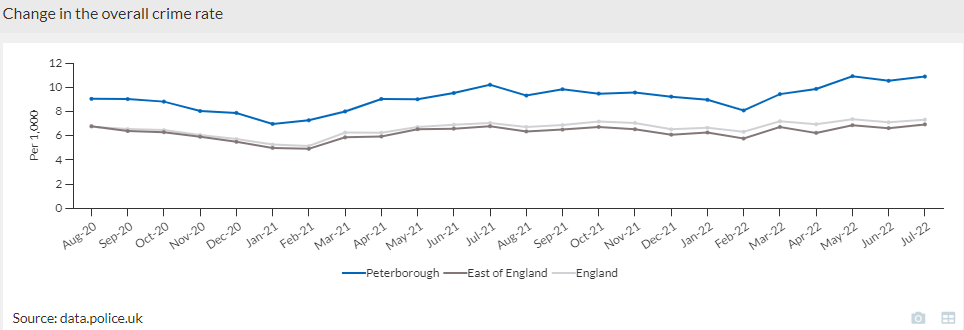 Change in the overall crime rate
12
10
8
6
4
2
0
Per 1,000
Aug-20 Sep-20 Oct-20 Nov-20 Dec-20 Jan-21 Feb-21 Mar-21 Apr-21 May-21 Jun-21 Jul-21 Aug-21 Sep-21 Oct-21 Nov-21 Dec-21 Jan-22 Feb-22 Mar-22 Apr-22 May-22 Jun-22 Jul-22
Peterborough East of England England
Source: data.police.uk